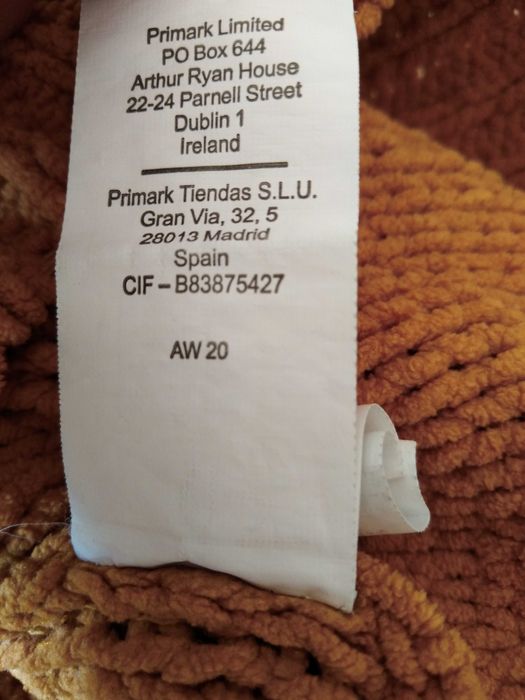 Primark Limited
PO Box 644
Arthur Ryan House
22-24 Parnell Street
Dublin 1
Ireland
Primark Tiendas S.L.U.
Gran Via, 32, 5
28013 Madrid
Spain
CIF – B83875427
AW 20